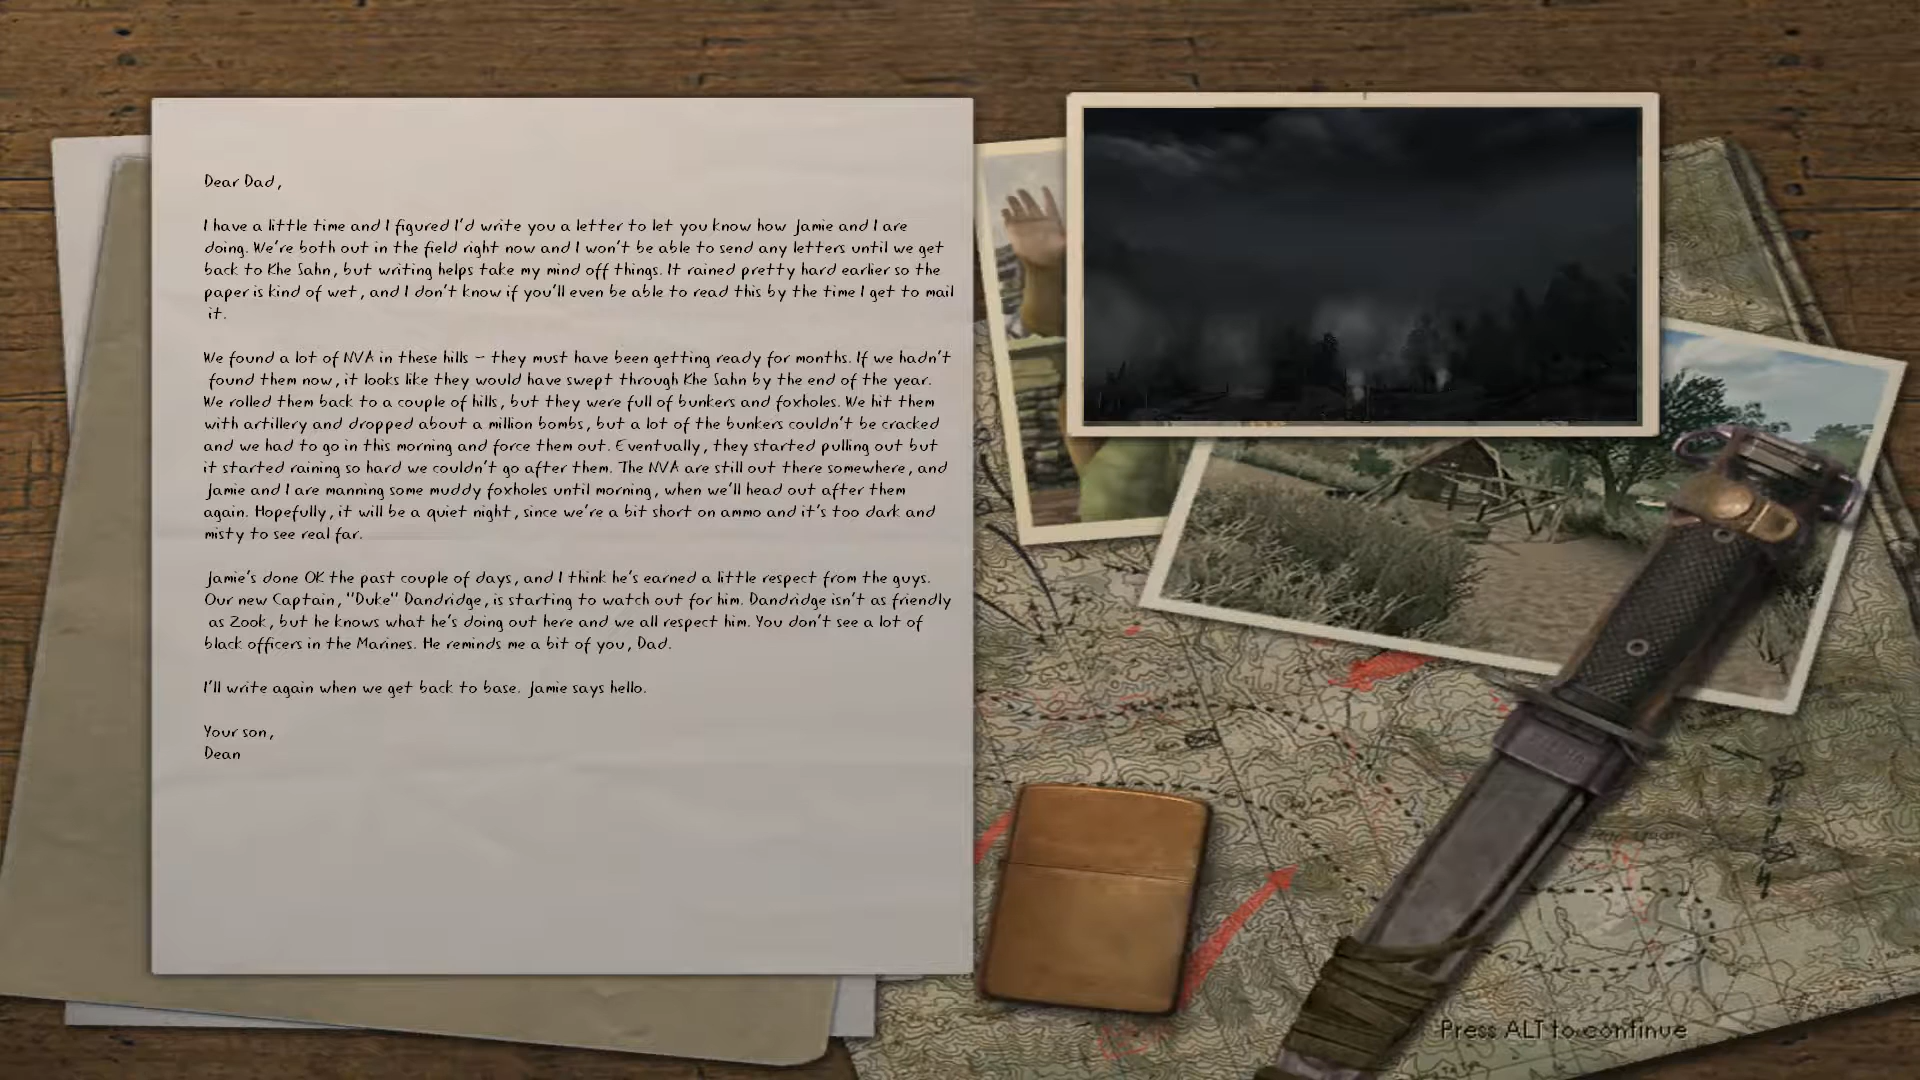 Dear Dad,
I have a little time and I figured I'd write you a letter to let you know how Jamie and I are
doing. We're both out in the field right now and I won't be able to send any letters until we get
back to Khe Sahn, but writing helps take my mind off things. It rained pretty hard earlier so the
paper is kind of wet, and I don't know if you'll even be able to read this by the time I get to mail
it.
We found a lot of NVA in these hills - they must have been getting ready for months. If we hadn't
found them now, it looks like they would have swept through Khe Sahn by the end of the year.
We rolled them back to a couple of hills, but they were full of bunkers and foxholes. We hit them
with artillery and dropped about a million bombs, but a lot of the bunkers couldn't be cracked
and we had to go in this morning and force them out. Eventually, they started pulling out but
it started raining so hard we couldn't go after them. The NVA are still out there somewhere, and
Jamie and I are manning some muddy foxholes until morning, when we'll head out after them
again. Hopefully, it will be a quiet night, since we're a bit short on ammo and it's too dark and
misty to see real far.
Jamie's done OK the past couple of days, and I think he's earned a little respect from the guys.
Our new Captain, "Duke" Dandridge, is starting to watch out for him. Dandridge isn't as friendly
as Zook, but he knows what he's doing out here and we all respect him. You don't see a lot of
black officers in the Marines. He reminds me a bit of you, Dad.
I'll write again when we get back to base. Jamie says hello.
Your son,
Dean
Press ALT to continue